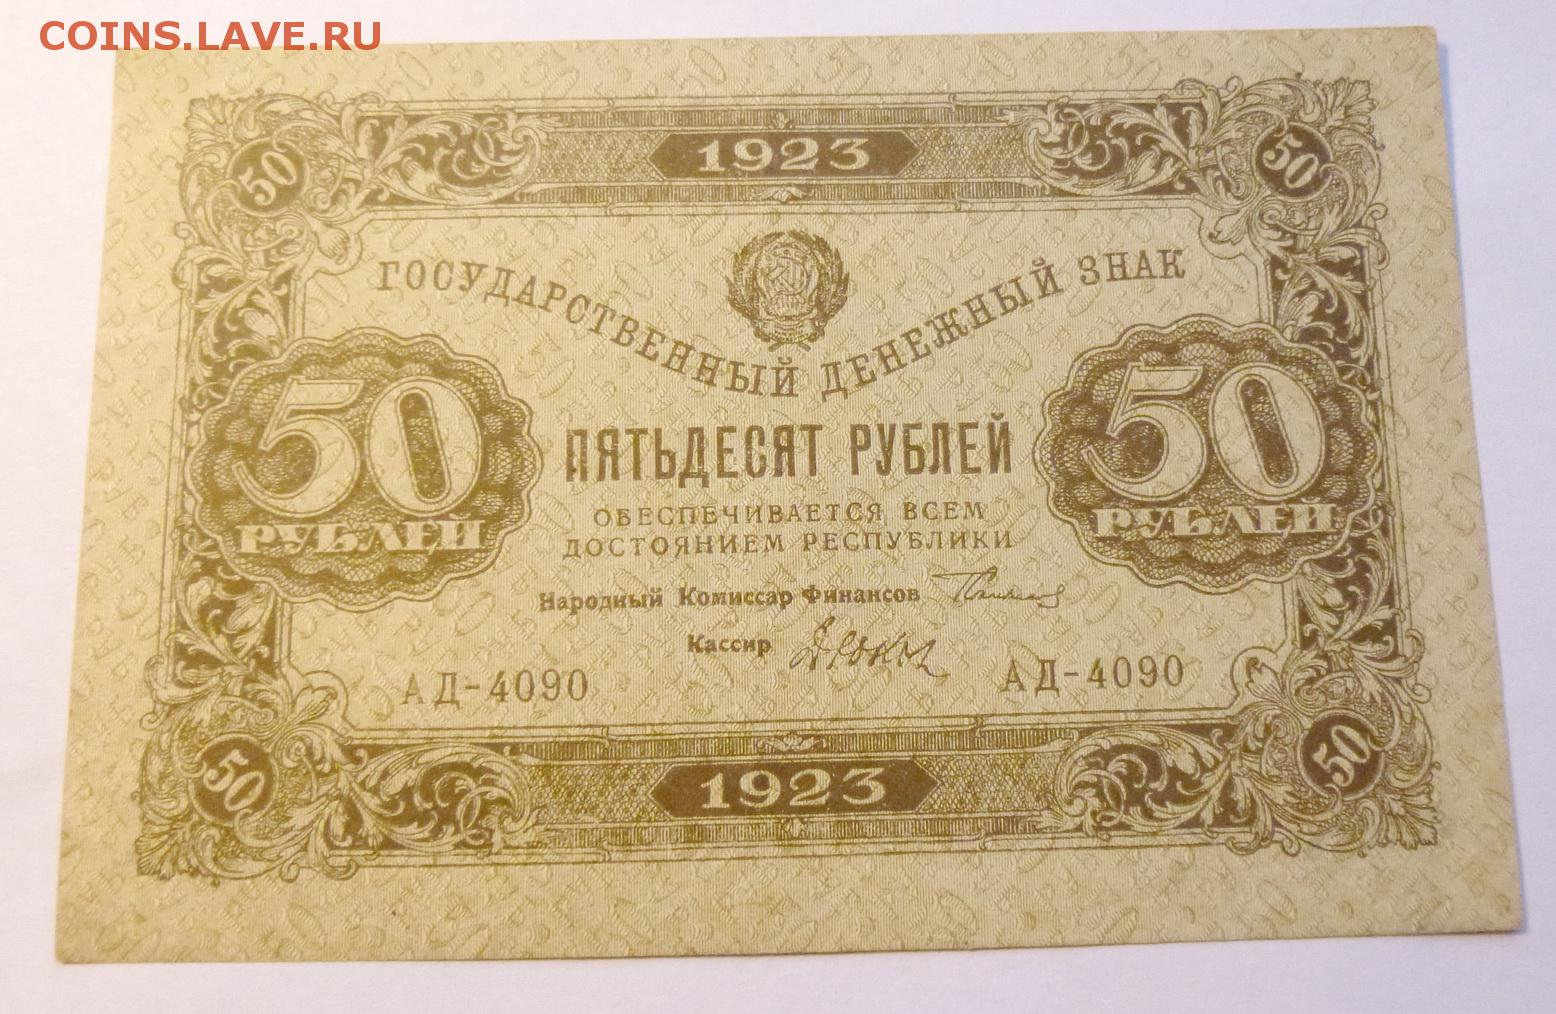 COINS.LAVE.RU
1923
50 50
ГОСУДАРСТВЕННЫЙ ДЕНЕЖНЫЙ ЗНАК
50 РУБЛЕЙ
ПЯТЬДЕСЯТ РУБЛЕЙ
50 РУБЛЕЙ
ОБЕСПЕЧИВАЕТСЯ ВСЕМ
ДОСТОЯНИЕМ РЕСПУБЛИКИ
Народный Комиссар Финансов
Кассир
АД-4090 АД-4090
50 50
1923